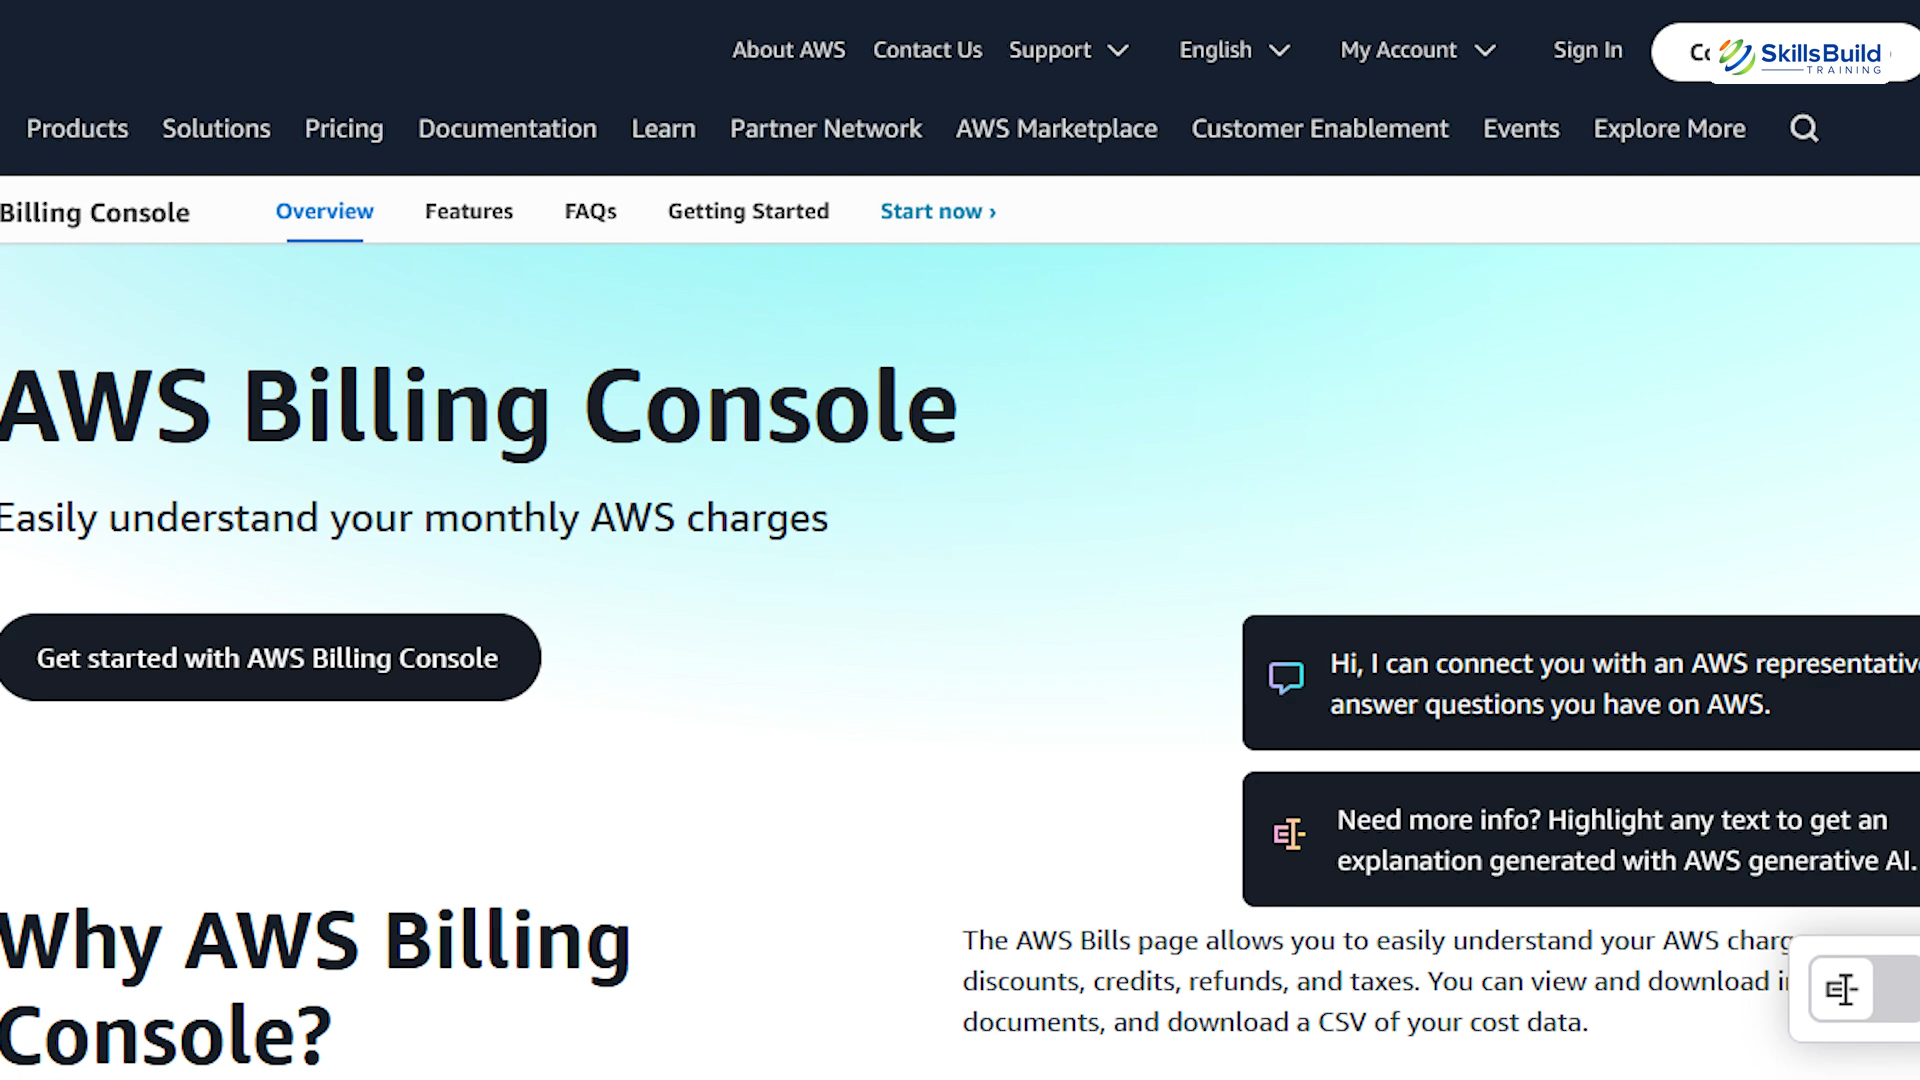 About AWS Contact Us Support English My Account Sign In
SkillsBuild
TRAINING
Products Solutions Pricing Documentation Learn Partner Network AWS Marketplace Customer Enablement Events Explore More
Billing Console Overview Features FAQs Getting Started Start now ›
AWS Billing Console
Easily understand your monthly AWS charges
Get started with AWS Billing Console
Hi, I can connect you with an AWS representative
answer questions you have on AWS.
Need more info? Highlight any text to get an
explanation generated with AWS generative AI.
Why AWS Billing
Console?
The AWS Bills page allows you to easily understand your AWS
discounts, credits, refunds, and taxes. You can view and download
documents, and download a CSV of your cost data.